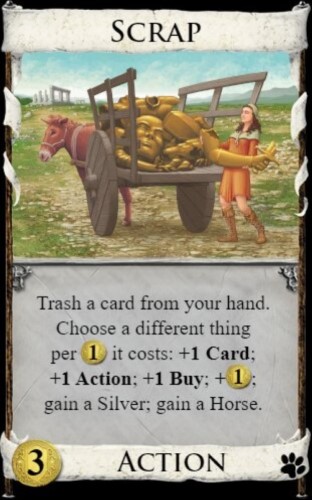 SCRAP
Trash a card from your hand.
Choose a different thing
per 1 it costs: +1 Card;
+1 Action; +1 Buy; +1;
gain a Silver; gain a Horse.
3 ACTION